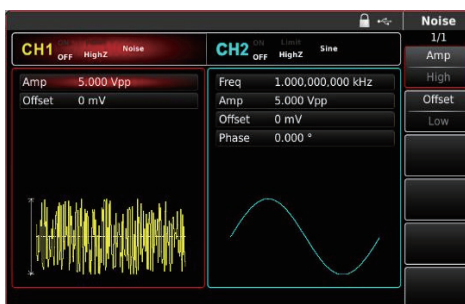 Noise
1/1
CH1 OFF HighZ Noise
CH2 ON OFF Limit HighZ Sine
Amp
High
Amp 5.000 Vpp
Offset 0 mV
Freq 1.000,000,000 kHz
Amp 5.000 Vpp
Offset 0 mV
Phase 0.000 °
Offset
Low